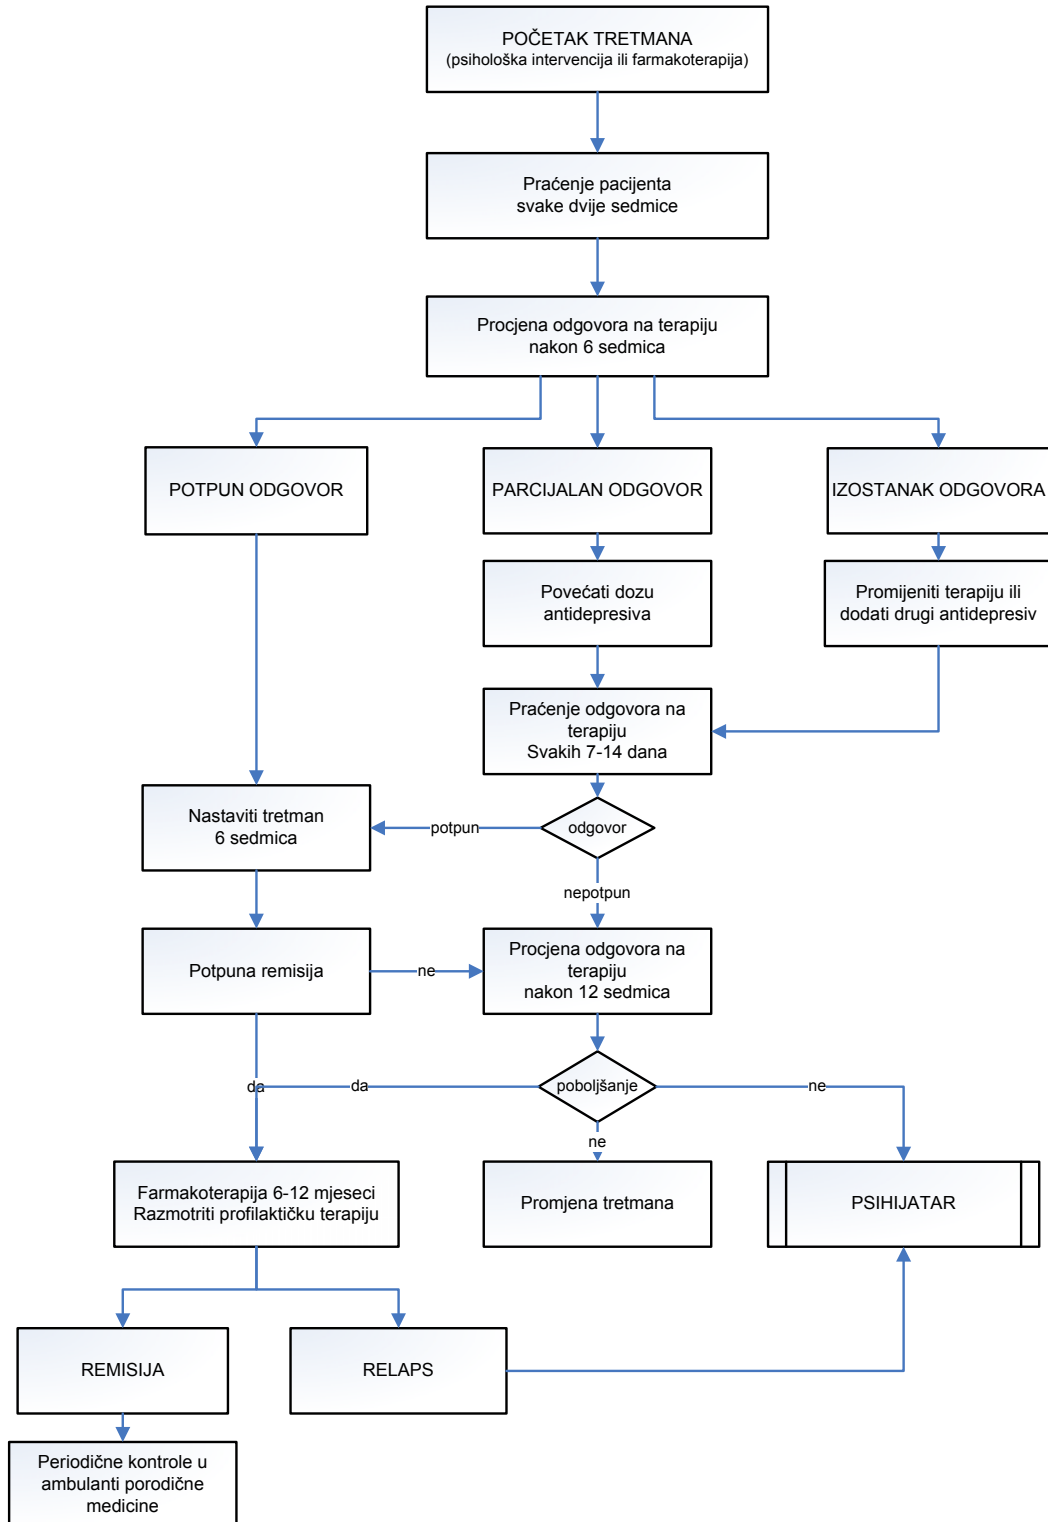 POČETAK TRETMANA
(psihološka intervencija ili farmakoterapija)
Praćenje pacijenta
svake dvije sedmice
Procjena odgovora na terapiju
nakon 6 sedmica
POTPUN ODGOVOR
PARCIJALAN ODGOVOR
IZOSTANAK ODGOVORA
Povećati dozu
antidepresiva
Promijeniti terapiju ili
dodati drugi antidepresiv
Praćenje odgovora na
terapiju
Svakih 7-14 dana
Nastaviti tretman
6 sedmica
potpun
odgovor
nepotpun
Potpuna remisija
ne
Procjena odgovora na
terapiju
nakon 12 sedmica
da
da
poboljšanje
ne
ne
Farmakoterapija 6-12 mjeseci
Razmotriti profilaktičku terapiju
Promjena tretmana
PSIHIJATAR
REMISIJA
RELAPS
Periodične kontrole u
ambulanti porodične
medicine